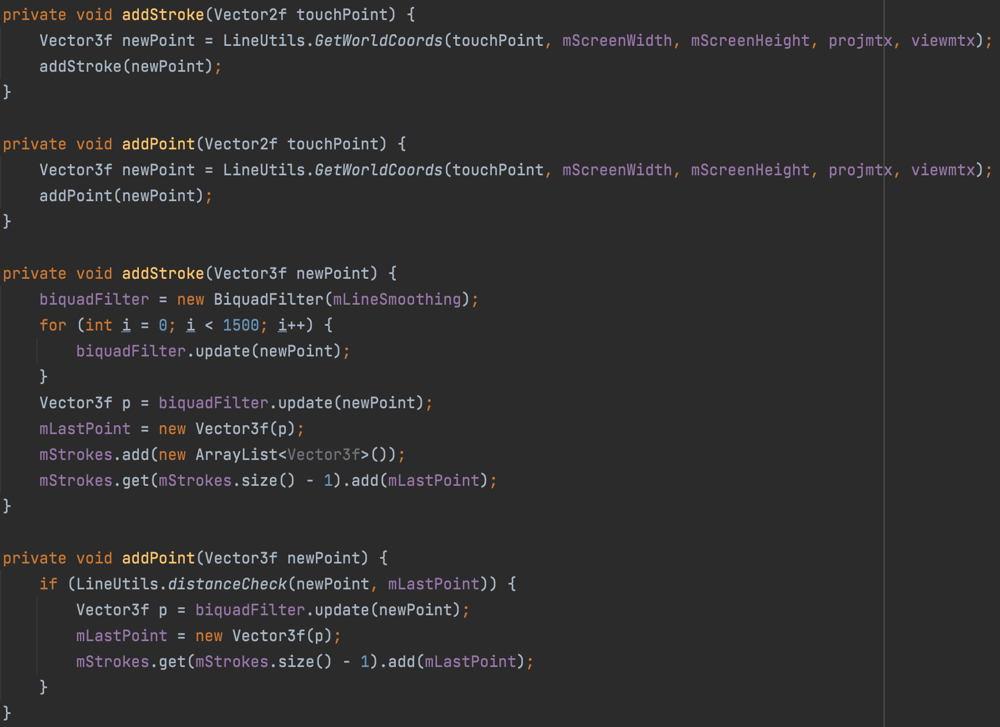 private void addStroke(Vector2f touchPoint) {
    Vector3f newPoint = LineUtils.GetWorldCoords(touchPoint, mScreenWidth, mScreenHeight, projmtx, viewmtx);
    addStroke(newPoint);
}

private void addPoint(Vector2f touchPoint) {
    Vector3f newPoint = LineUtils.GetWorldCoords(touchPoint, mScreenWidth, mScreenHeight, projmtx, viewmtx);
    addPoint(newPoint);
}

private void addStroke(Vector3f newPoint) {
    biquadFilter = new BiquadFilter(mLineSmoothing);
    for (int i = 0; i < 1500; i++) {
        biquadFilter.update(newPoint);
    }
    Vector3f p = biquadFilter.update(newPoint);
    mLastPoint = new Vector3f(p);
    mStrokes.add(new ArrayList<Vector3f>());
    mStrokes.get(mStrokes.size() - 1).add(mLastPoint);
}

private void addPoint(Vector3f newPoint) {
    if (LineUtils.distanceCheck(newPoint, mLastPoint)) {
        Vector3f p = biquadFilter.update(newPoint);
        mLastPoint = new Vector3f(p);
        mStrokes.get(mStrokes.size() - 1).add(mLastPoint);
    }
}